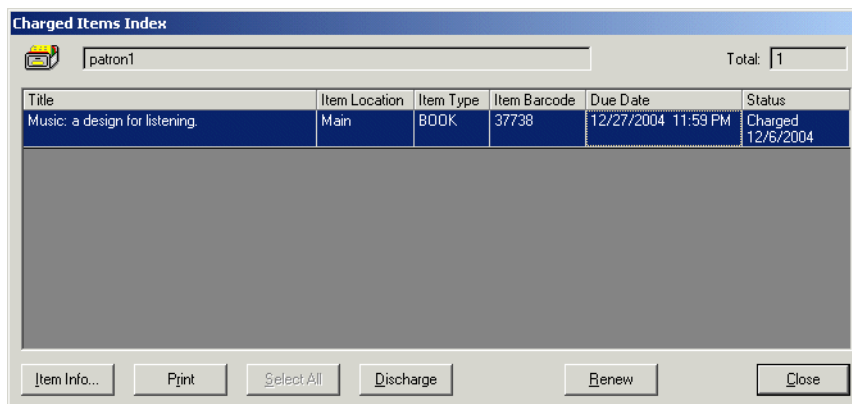 Charged Items Index
patron1 Total: 1
Title Item Location Item Type Item Barcode Due Date Status
Music: a design for listening. Main BOOK 37738 12/27/2004 11:59 PM Charged
12/6/2004
Item Info... Print Select All Discharge Renew Close